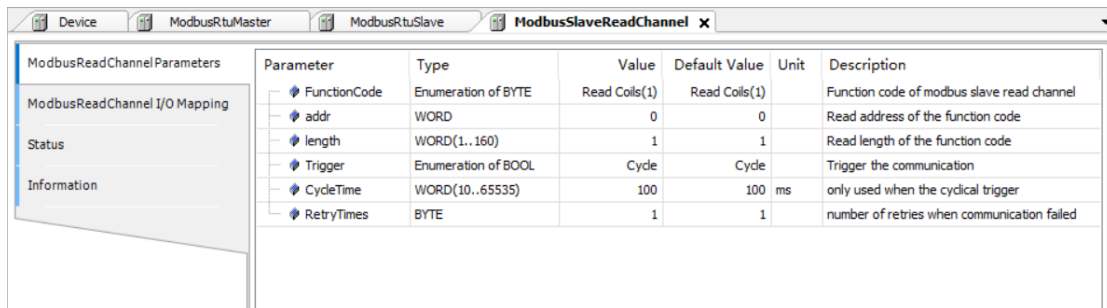 Device ModbusRtuMaster ModbusRtuSlave ModbusSlaveReadChannel x
ModbusReadChannelParameters
ModbusReadChannel I/O Mapping
Status
Information
Parameter Type Value Default Value Unit Description
FunctionCode Enumeration of BYTE Read Coils(1) Read Coils(1) Function code of modbus slave read channel
addr WORD 0 0 Read address of the function code
length WORD(1..160) 1 1 Read length of the function code
Trigger Enumeration of BOOL Cycle Cycle Trigger the communication
CycleTime WORD(10..65535) 100 100 ms only used when the cyclical trigger
RetryTimes BYTE 1 1 number of retries when communication failed